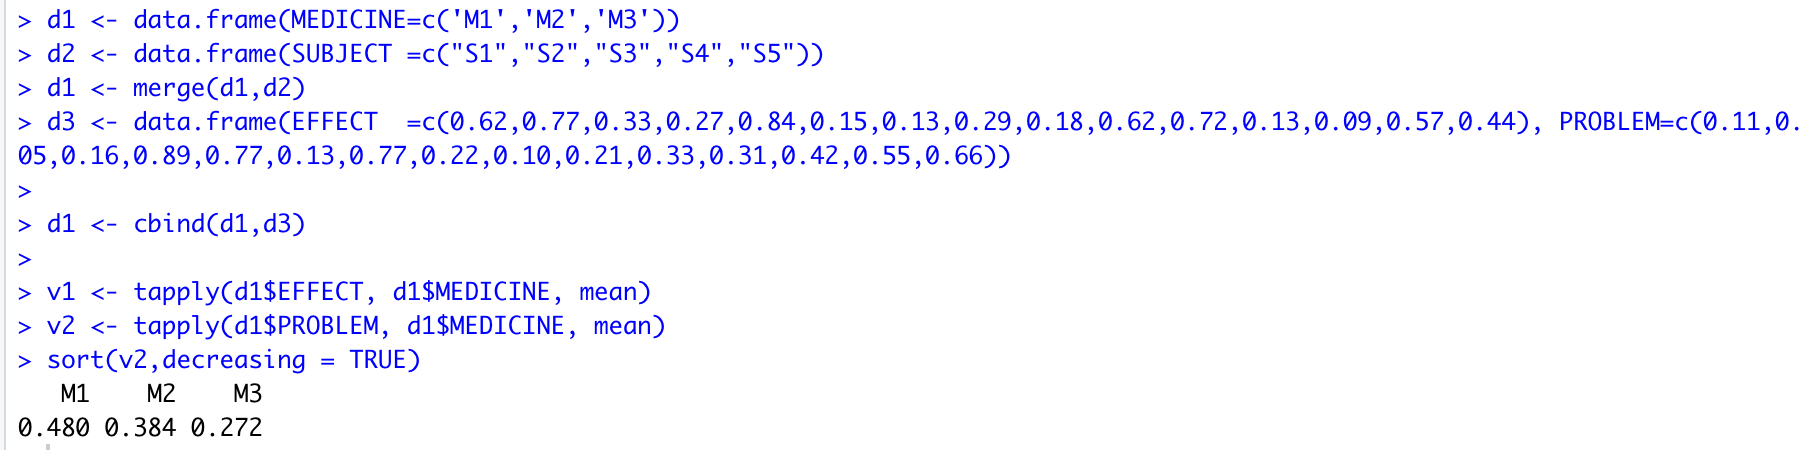 > d1 <- data.frame(MEDICINE=c('M1','M2','M3'))
> d2 <- data.frame(SUBJECT =c("S1","S2","S3","S4","S5"))
> d1 <- merge(d1,d2)
> d3 <- data.frame(EFFECT  =c(0.62,0.77,0.33,0.27,0.84,0.15,0.13,0.29,0.18,0.62,0.72,0.13,0.09,0.57,0.44), PROBLEM=c(0.11,0.
05,0.16,0.89,0.77,0.13,0.77,0.22,0.10,0.21,0.33,0.31,0.42,0.55,0.66))
>
> d1 <- cbind(d1,d3)
>
> v1 <- tapply(d1$EFFECT, d1$MEDICINE, mean)
> v2 <- tapply(d1$PROBLEM, d1$MEDICINE, mean)
> sort(v2,decreasing = TRUE)
   M1    M2    M3
0.480 0.384 0.272